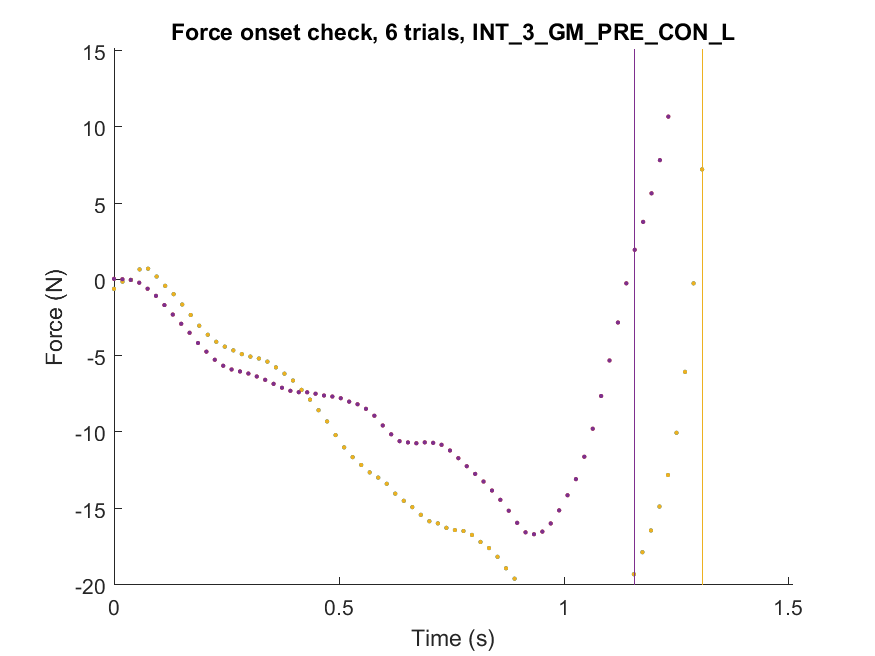 Force onset check, 6 trials, INT_3_GM_PRE_CON_L
15
10
5
0
-5
-10
-15
-20
Force (N)
0 0.5 1 1.5
Time (s)